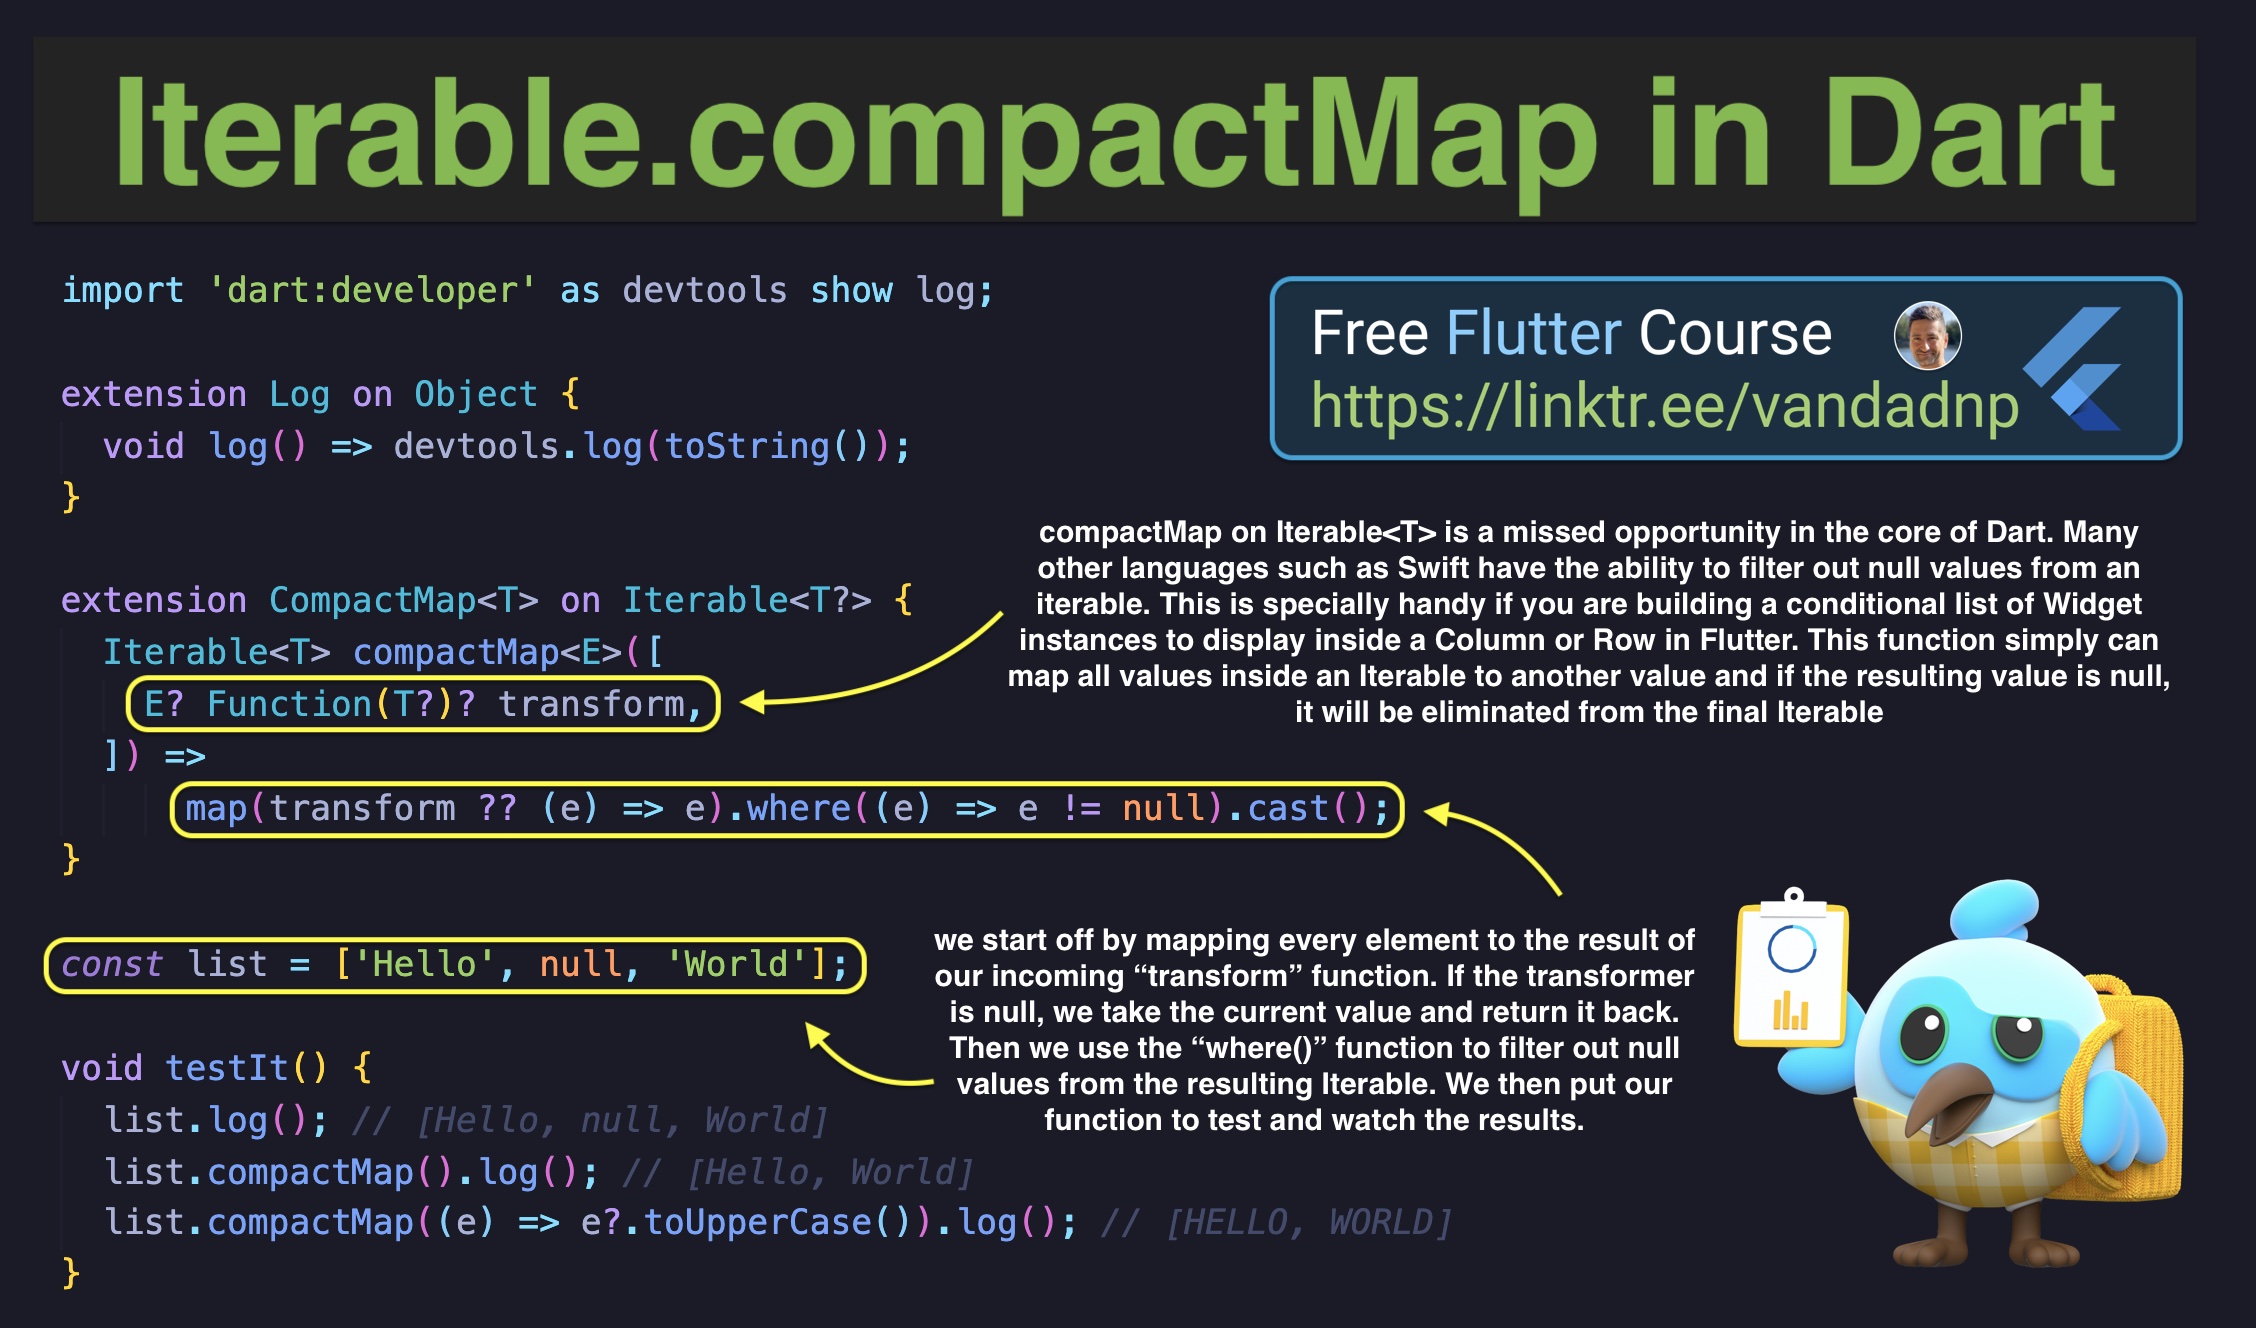 Iterable.compactMap in Dart
import 'dart:developer' as devtools show log;
Free Flutter Course
https://linktr.ee/vandadnp
extension Log on Object {
  void log() => devtools.log(toString());
}
compactMap on Iterable<T> is a missed opportunity in the core of Dart. Many
other languages such as Swift have the ability to filter out null values from an
iterable. This is specially handy if you are building a conditional list of Widget
instances to display inside a Column or Row in Flutter. This function simply can
map all values inside an Iterable to another value and if the resulting value is null,
it will be eliminated from the final Iterable
extension CompactMap<T> on Iterable<T?> {
  Iterable<T> compactMap<E>([
    E? Function(T?)? transform,
  ]) =>
      map(transform ?? (e) => e).where((e) => e != null).cast();
}
const list = ['Hello', null, 'World'];
we start off by mapping every element to the result of
our incoming “transform” function. If the transformer
is null, we take the current value and return it back.
Then we use the “where()” function to filter out null
values from the resulting Iterable. We then put our
function to test and watch the results.
void testIt() {
  list.log(); // [Hello, null, World]
  list.compactMap().log(); // [Hello, World]
  list.compactMap((e) => e?.toUpperCase()).log(); // [HELLO, WORLD]
}